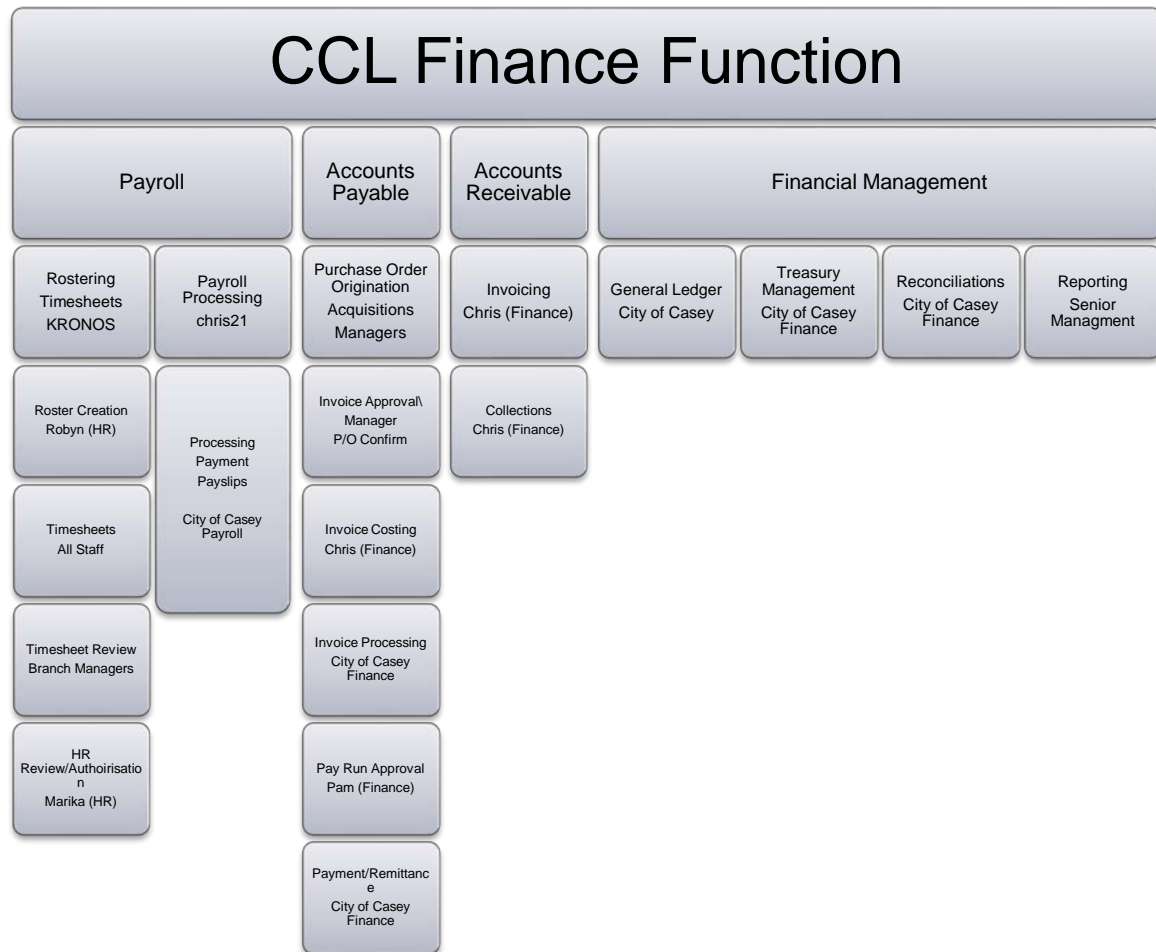 CCL Finance Function
Payroll
Accounts
Payable
Accounts
Receivable
Financial Management
Rostering
Timesheets
KRONOS
Payroll
Processing
chris21
Purchase Order
Origination
Acquisitions
Managers
Invoicing
Chris (Finance)
General Ledger
City of Casey
Treasury
Management
City of Casey
Finance
Reconciliations
City of Casey
Finance
Reporting
Senior
Managment
Roster Creation
Robyn (HR)
Processing
Payment
Payslips
City of Casey
Payroll
Invoice Approval\
Manager
P/O Confirm
Collections
Chris (Finance)
Timesheets
All Staff
Invoice Costing
Chris (Finance)
Timesheet Review
Branch Managers
Invoice Processing
City of Casey
Finance
HR
Review/Authoirisatio
n
Marika (HR)
Pay Run Approval
Pam (Finance)
Payment/Remittanc
e
City of Casey
Finance